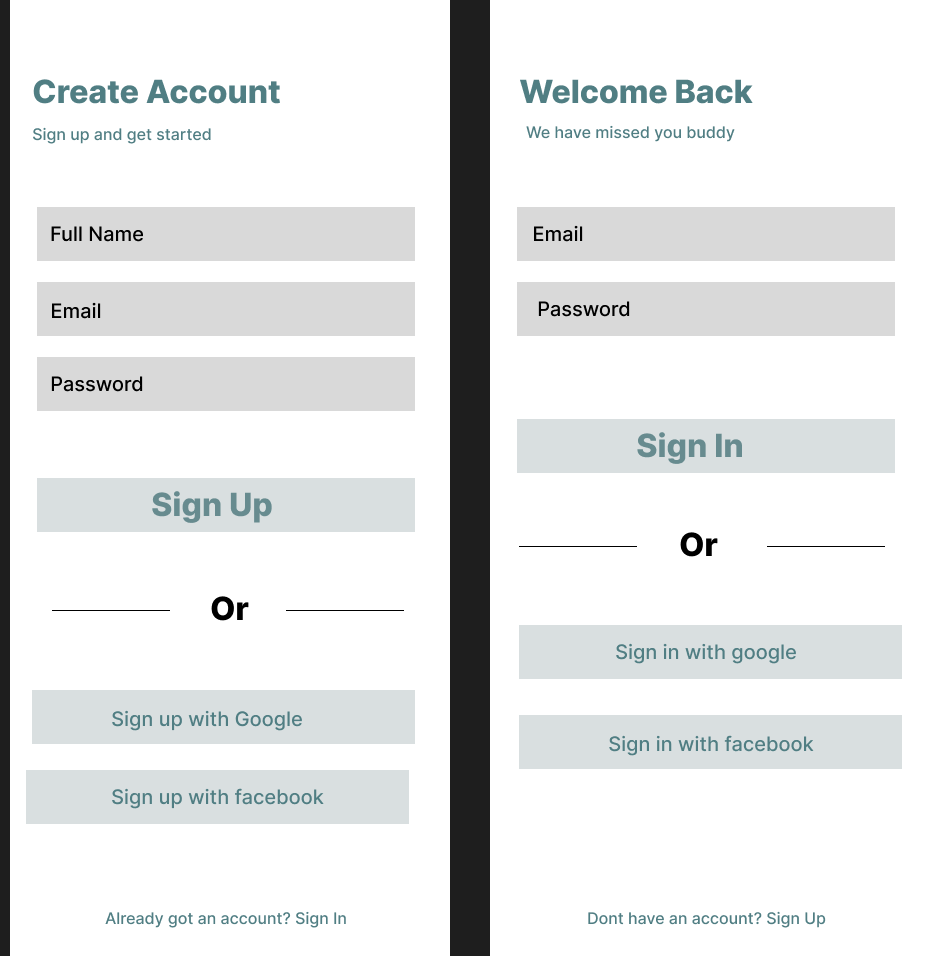 Create Account
Sign up and get started
Full Name
Email
Password
Sign Up
Or
Sign up with Google
Sign up with facebook
Already got an account? Sign In
Welcome Back
We have missed you buddy
Email
Password
Sign In
Or
Sign in with google
Sign in with facebook
Dont have an account? Sign Up